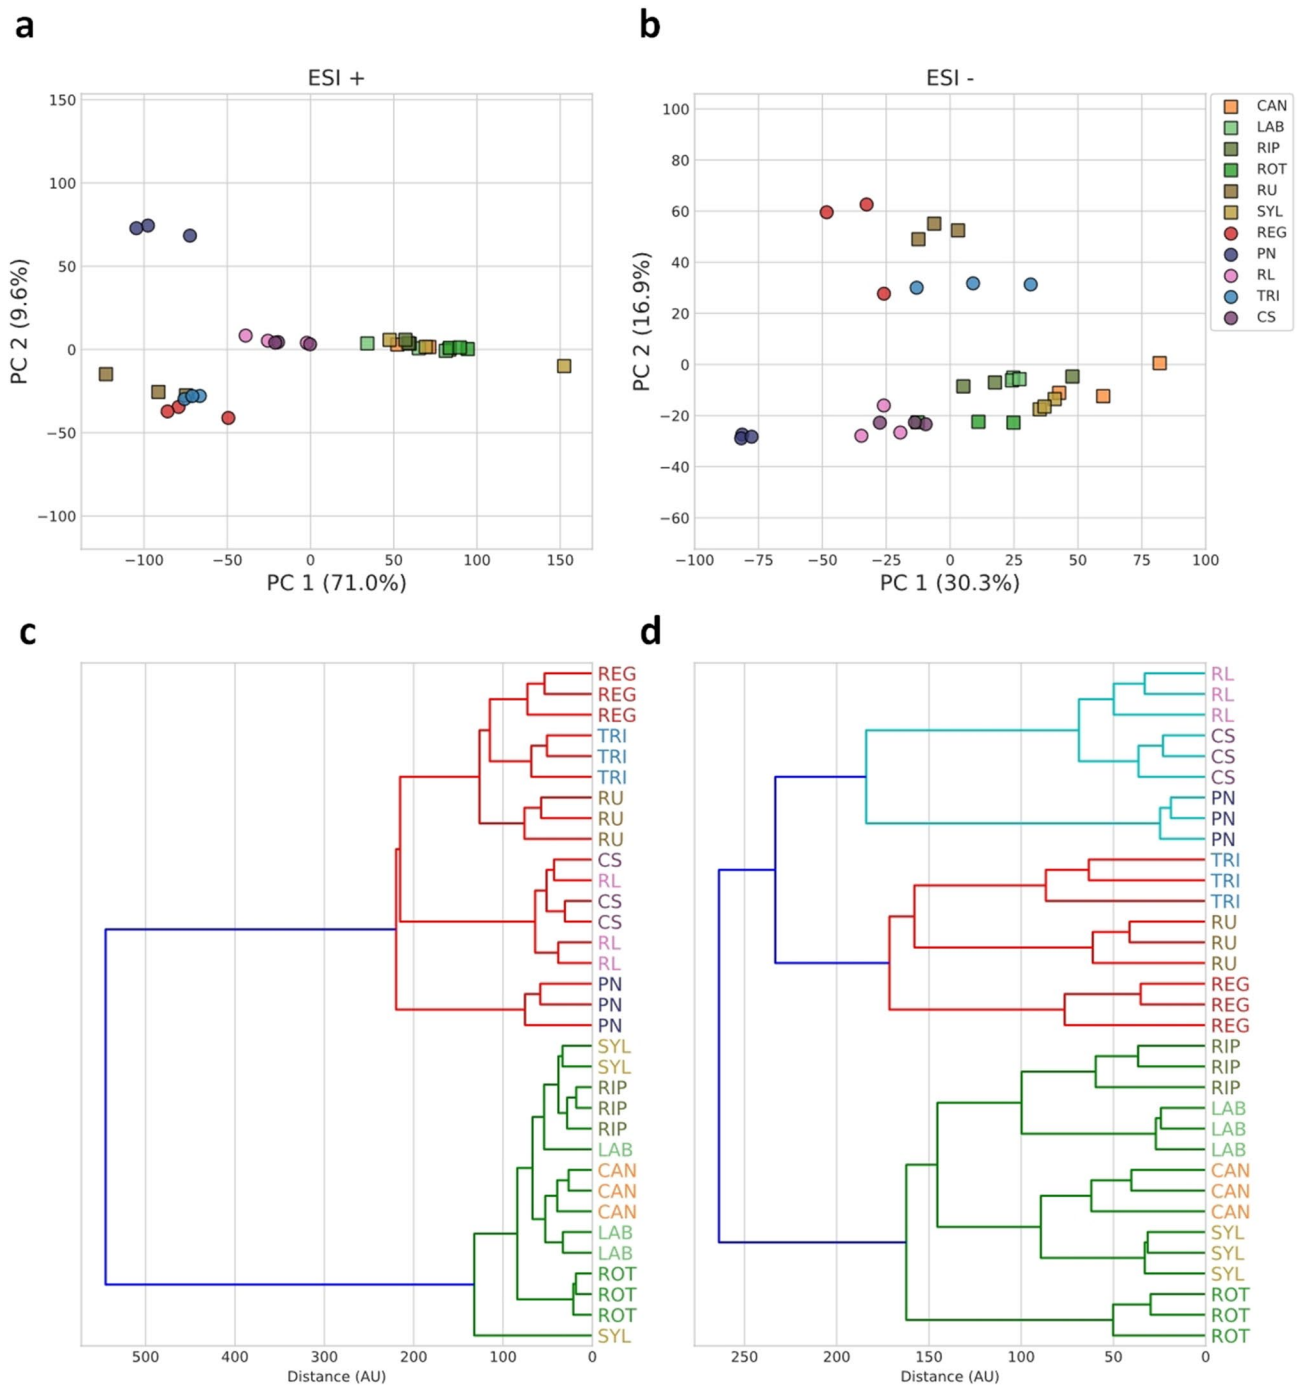 a
b
ESI +
ESI -
150
100
50
0
−50
−100
PC 2 (9.6%)
−100
−50
0
50
100
150
PC 1 (71.0%)
100
80
60
40
20
0
−20
−40
−60
PC 2 (16.9%)
−100
−75
−50
−25
0
25
50
75
100
PC 1 (30.3%)
CAN
LAB
RIP
ROT
RU
SYL
REG
PN
RL
TRI
CS
c
d
REG
REG
REG
TRI
TRI
TRI
RU
RU
RU
CS
RL
CS
CS
RL
RL
PN
PN
PN
SYL
SYL
RIP
RIP
RIP
LAB
CAN
CAN
CAN
LAB
LAB
ROT
ROT
ROT
SYL
500
400
300
200
100
0
Distance (AU)
RL
RL
RL
CS
CS
CS
PN
PN
PN
TRI
TRI
TRI
RU
RU
RU
REG
REG
REG
RIP
RIP
RIP
LAB
LAB
LAB
CAN
CAN
CAN
SYL
SYL
SYL
ROT
ROT
ROT
250
200
150
100
50
0
Distance (AU)